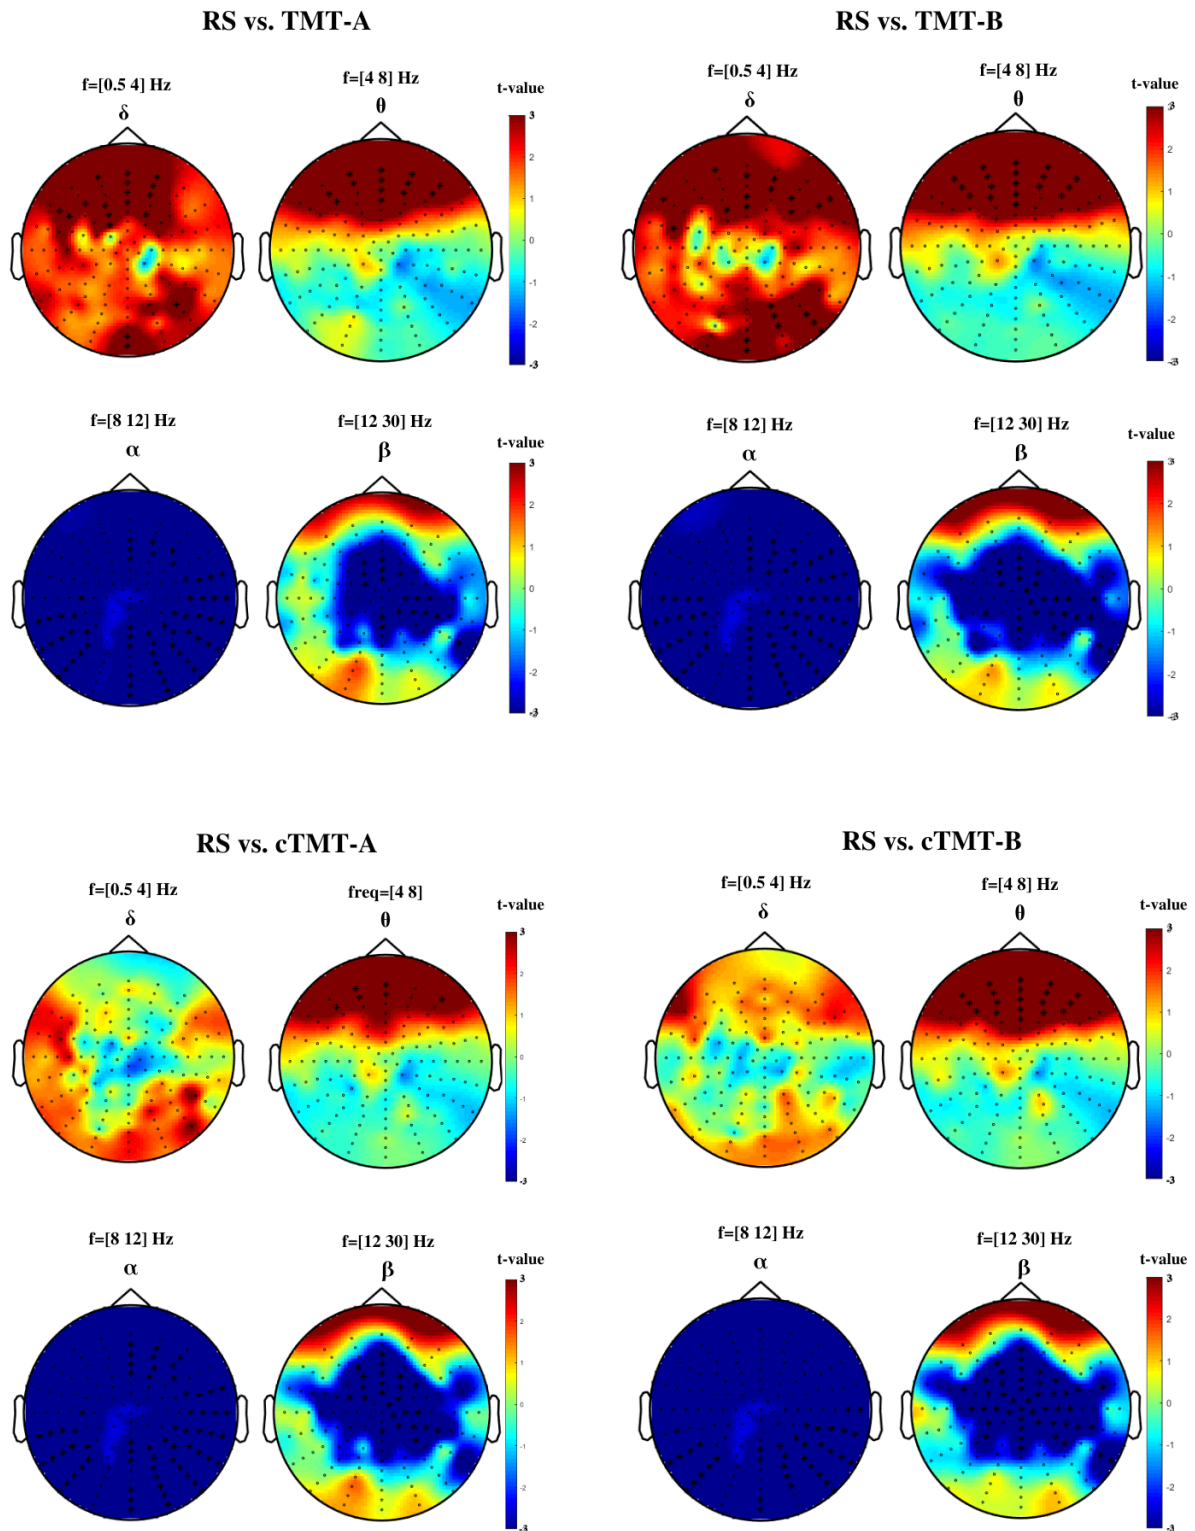 RS vs. TMT-A
RS vs. TMT-B
f=[0.5 4] Hz
δ
f=[4 8] Hz
θ
t-value
3
2
1
0
-1
-2
-3
f=[0.5 4] Hz
δ
f=[4 8] Hz
θ
t-value
3
2
1
0
-1
-2
-3
f=[8 12] Hz
α
f=[12 30] Hz
β
t-value
3
2
1
0
-1
-2
-3
f=[8 12] Hz
α
f=[12 30] Hz
β
t-value
3
2
1
0
-1
-2
-3
RS vs. cTMT-A
RS vs. cTMT-B
f=[0.5 4] Hz
δ
freq=[4 8]
θ
t-value
3
2
1
0
-1
-2
-3
f=[0.5 4] Hz
δ
f=[4 8] Hz
θ
t-value
3
2
1
0
-1
-2
-3
f=[8 12] Hz
α
f=[12 30] Hz
β
t-value
3
2
1
0
-1
-2
-3
f=[8 12] Hz
α
f=[12 30] Hz
β
t-value
3
2
1
0
-1
-2
-3